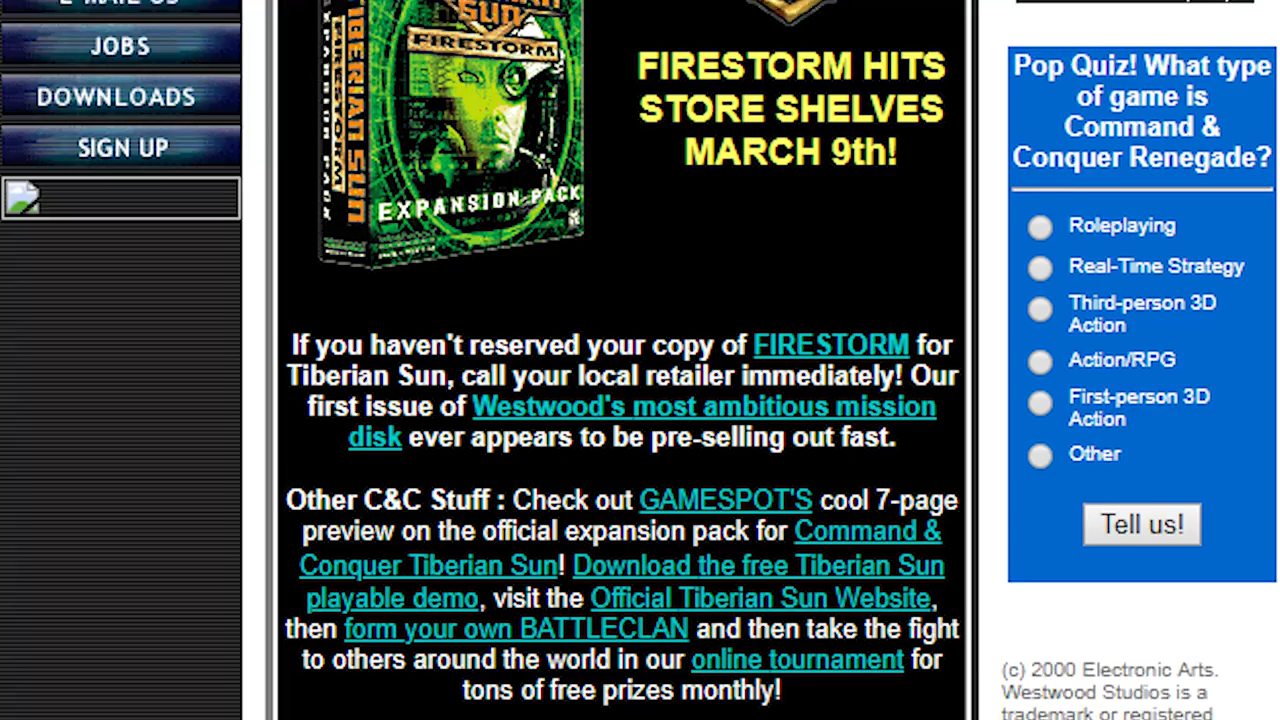 JOBS
DOWNLOADS
SIGN UP
SUN
FIRESTORM
TIBERIAN SUN
FIRESTORM
EXPANSION PACK
FIRESTORM HITS
STORE SHELVES
MARCH 9th!
If you haven't reserved your copy of FIRESTORM for
Tiberian Sun, call your local retailer immediately! Our
first issue of Westwood's most ambitious mission
disk ever appears to be pre-selling out fast.
Other C&C Stuff : Check out GAMESPOT'S cool 7-page
preview on the official expansion pack for Command &
Conquer Tiberian Sun! Download the free Tiberian Sun
playable demo, visit the Official Tiberian Sun Website,
then form your own BATTLECLAN and then take the fight
to others around the world in our online tournament for
tons of free prizes monthly!
Pop Quiz! What type
of game is
Command &
Conquer Renegade?
Roleplaying
Real-Time Strategy
Third-person 3D
Action
Action/RPG
First-person 3D
Action
Other
Tell us!
(c) 2000 Electronic Arts.
Westwood Studios is a
trademark or registered